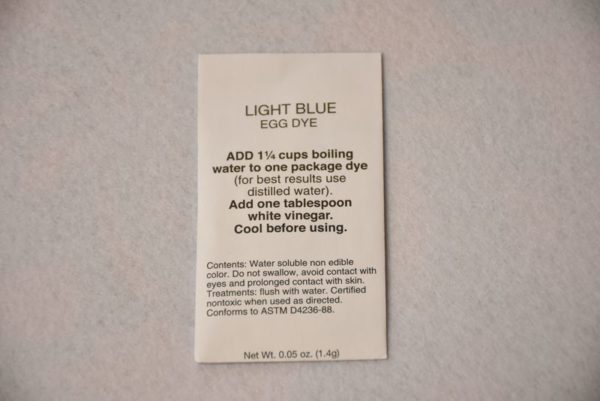 LIGHT BLUE
EGG DYE
ADD 1¼ cups boiling
water to one package dye
(for best results use
distilled water).
Add one tablespoon
white vinegar.
Cool before using.
Contents: Water soluble non edible
color. Do not swallow, avoid contact with
eyes and prolonged contact with skin.
Treatments: flush with water. Certified
nontoxic when used as directed.
Conforms to ASTM D4236-88.
Net Wt. 0.05 oz. (1.4g)